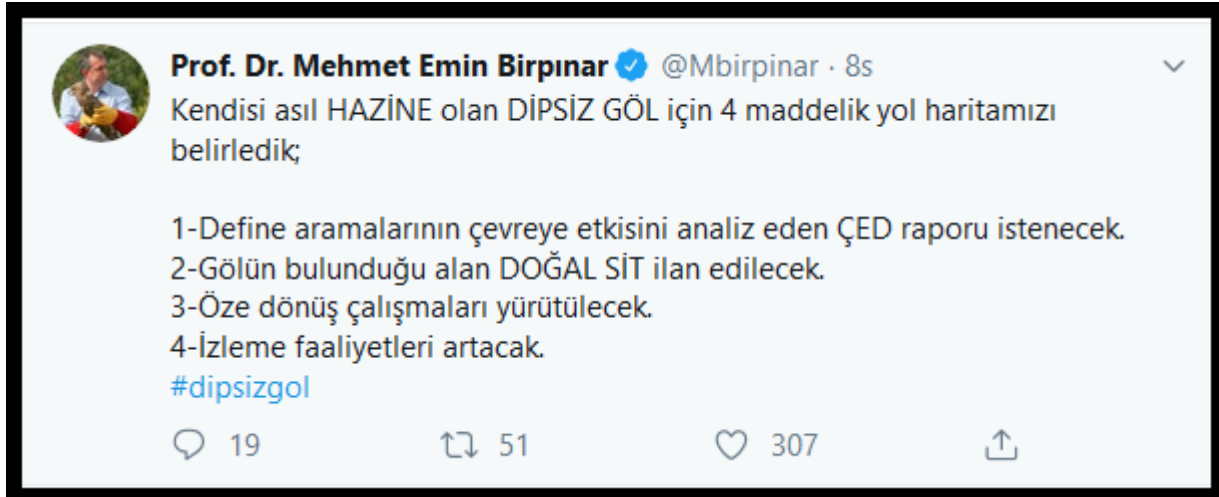 Prof. Dr. Mehmet Emin Birpınar @Mbirpinar · 8s
Kendisi asıl HAZİNE olan DİPSİZ GÖL için 4 maddelik yol haritamızı
belirledik;
1-Define aramalarının çevreye etkisini analiz eden ÇED raporu istenecek.
2-Gölün bulunduğu alan DOĞAL SİT ilan edilecek.
3-Öze dönüş çalışmaları yürütülecek.
4-İzleme faaliyetleri artacak.
#dipsizgol
19 51 307